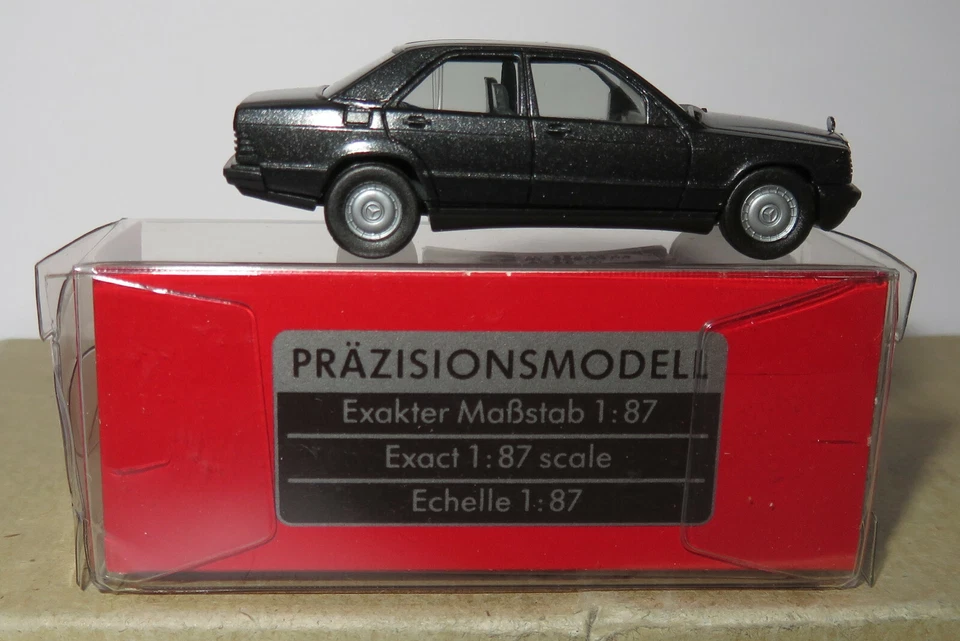 PRÄZISIONSMODELL
Exakter Maßstab 1:87
Exact 1:87 scale
Echelle 1:87